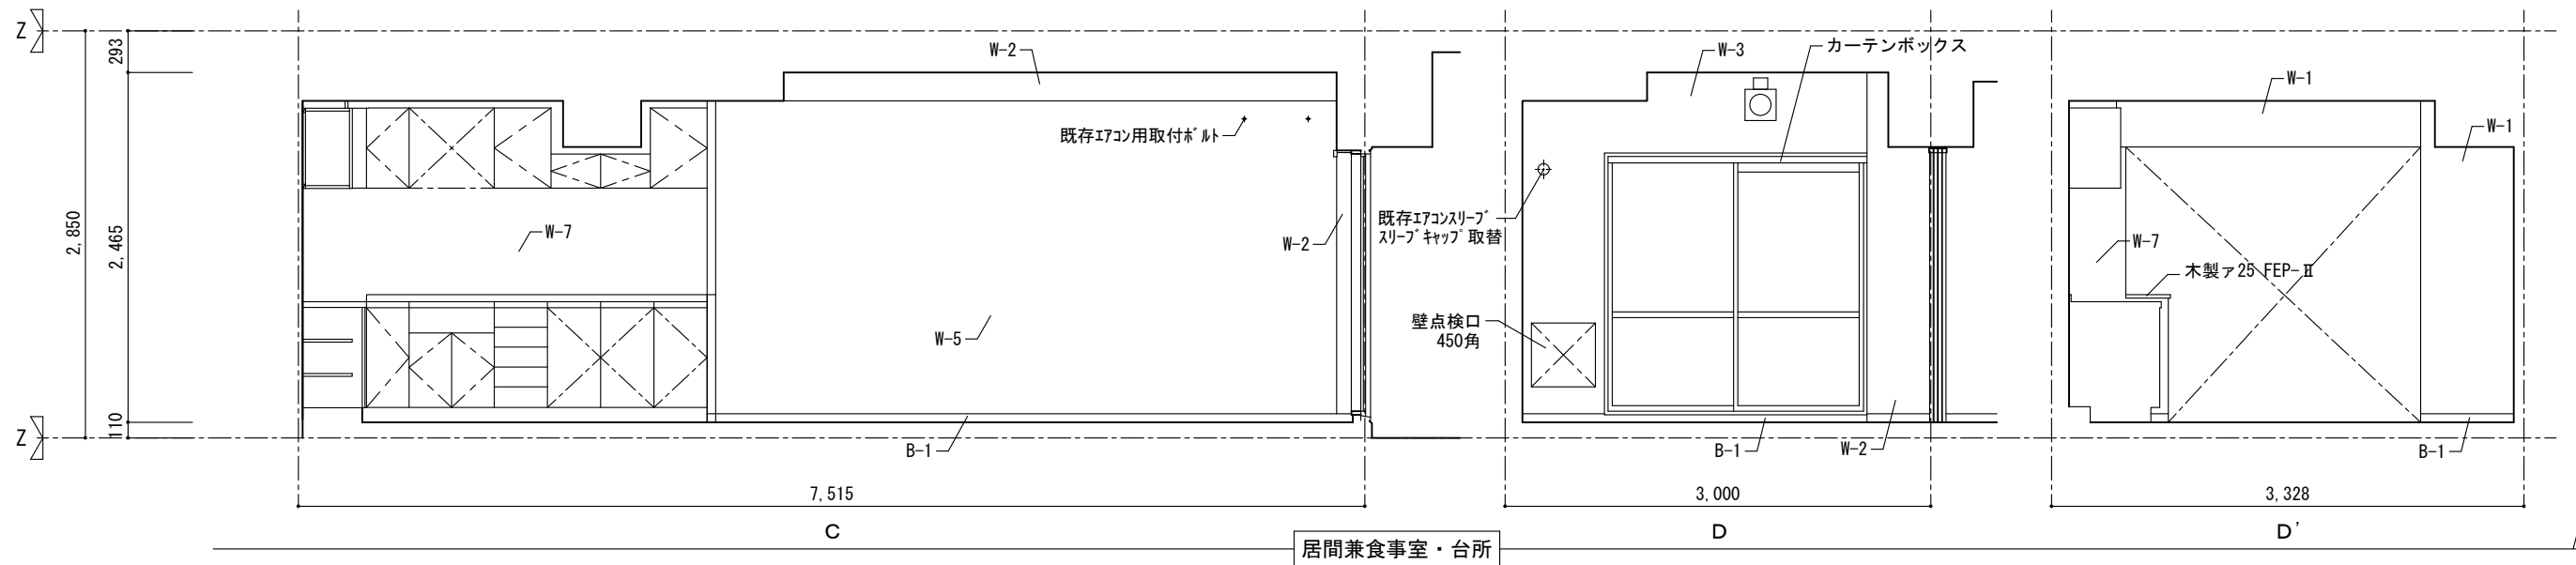 Z
293
2,850
2,465
110
Z
W-2
既存エアコン用取付ボルト
W-7
W-2
W-5
B-1
7,515
C
W-3
カーテンボックス
既存エアコンスリーブ
スリーブキャップ取替
壁点検口
450角
B-1
W-2
3,000
D
W-1
W-1
W-7
木製ァ25 FEP-Ⅱ
B-1
3,328
D'
居間兼食事室・台所